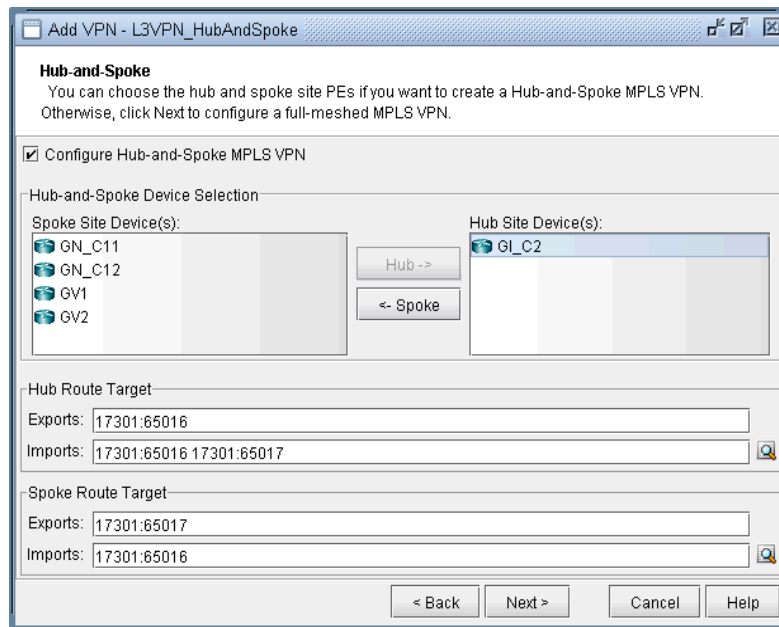 Add VPN - L3VPN_HubAndSpoke
Hub-and-Spoke
You can choose the hub and spoke site PEs if you want to create a Hub-and-Spoke MPLS VPN.
Otherwise, click Next to configure a full-meshed MPLS VPN.
Configure Hub-and-Spoke MPLS VPN
Hub-and-Spoke Device Selection
Spoke Site Device(s):
GN_C11
GN_C12
GV1
GV2
Hub ->
<- Spoke
Hub Site Device(s):
GI_C2
Hub Route Target
Exports: 17301:65016
Imports: 17301:65016 17301:65017
Spoke Route Target
Exports: 17301:65017
Imports: 17301:65016
< Back Next > Cancel Help